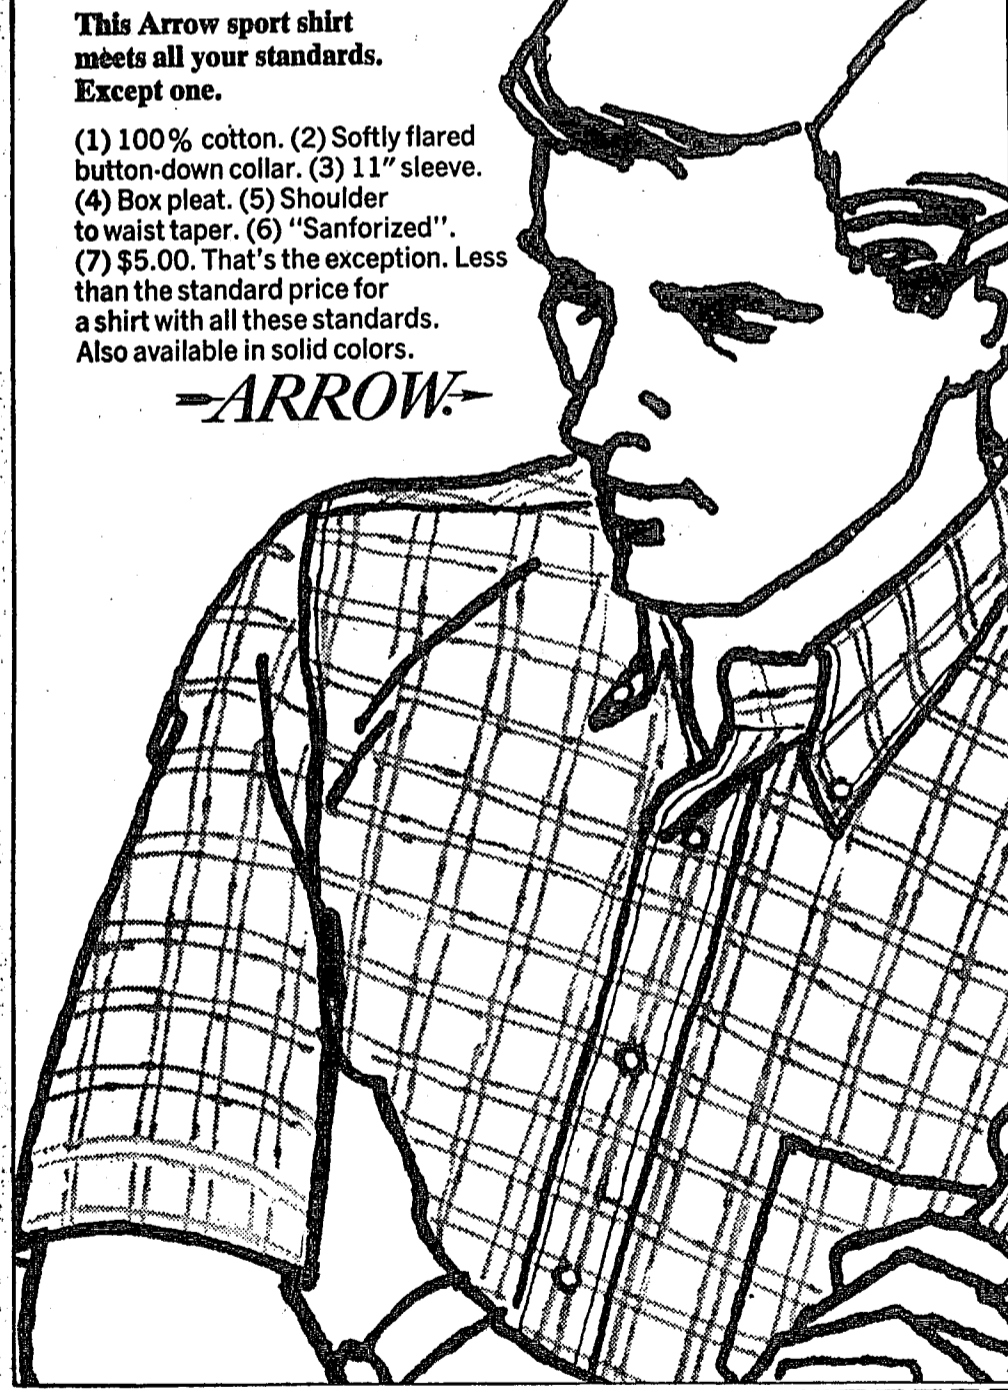 This Arrow sport shirt
meets all your standards.
Except one.
(1) 100% cotton. (2) Softly flared
button-down collar. (3) 11" sleeve.
(4) Box pleat. (5) Shoulder
to waist taper. (6) "Sanforized".
(7) $5.00. That's the exception. Less
than the standard price for
a shirt with all these standards.
Also available in solid colors.
ARROW.